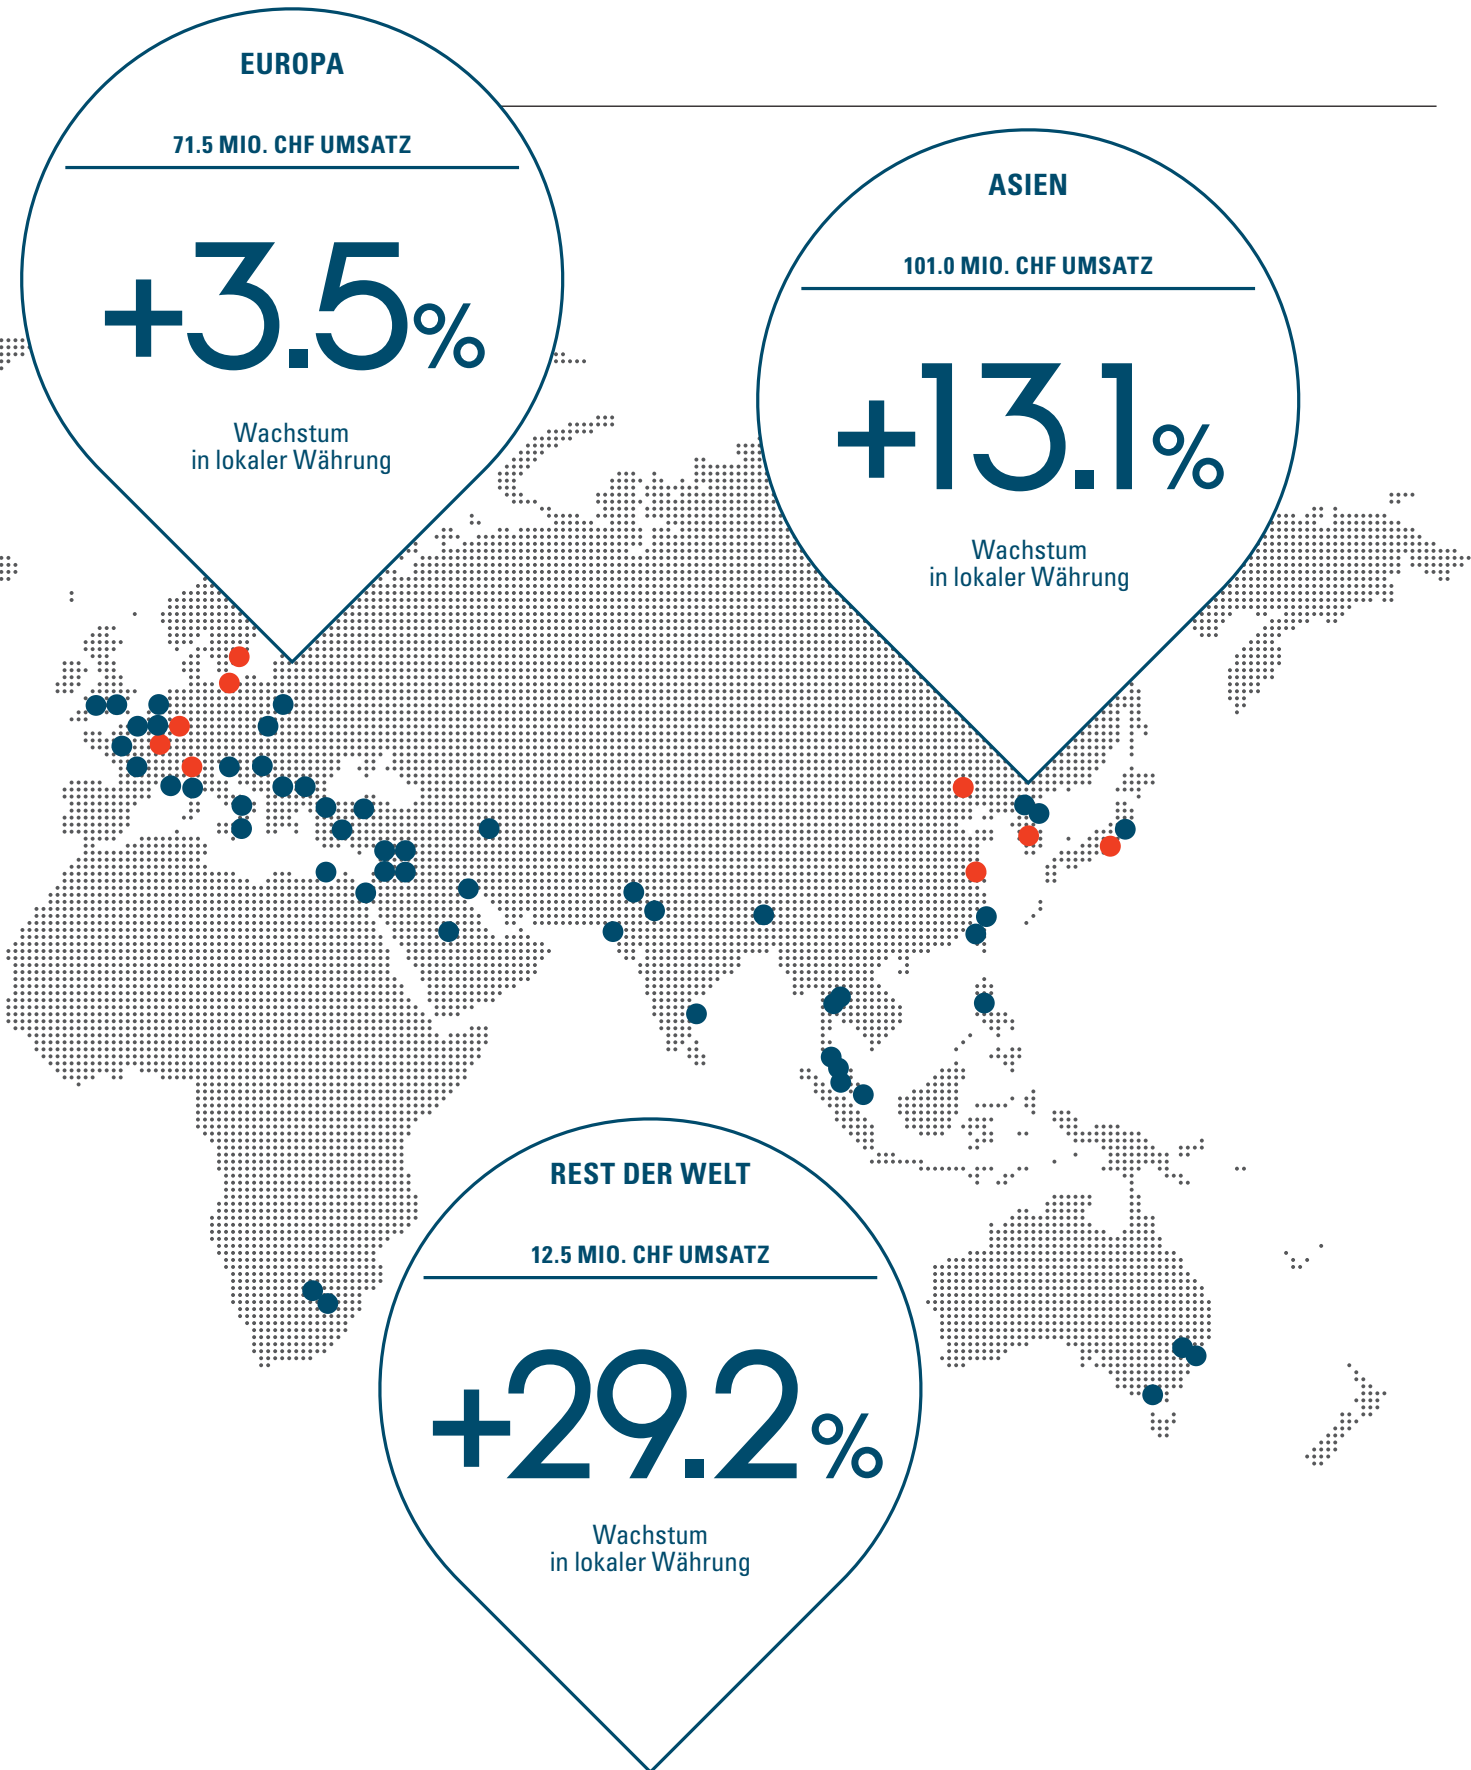 EUROPA
71.5 MIO. CHF UMSATZ
+3.5%
Wachstum
in lokaler Währung
ASIEN
101.0 MIO. CHF UMSATZ
+13.1%
Wachstum
in lokaler Währung
REST DER WELT
12.5 MIO. CHF UMSATZ
+29.2%
Wachstum
in lokaler Währung